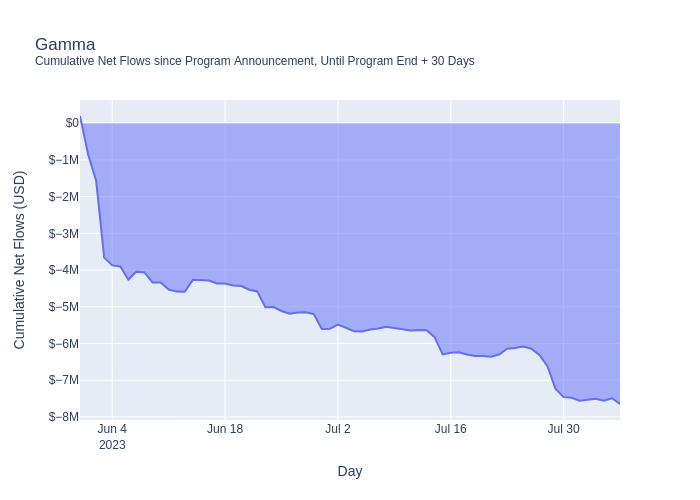 Gamma
Cumulative Net Flows since Program Announcement, Until Program End + 30 Days
Cumulative Net Flows (USD)
$0
$−1M
$−2M
$−3M
$−4M
$−5M
$−6M
$−7M
$−8M
Jun 4
2023
Jun 18
Jul 2
Jul 16
Jul 30
Day